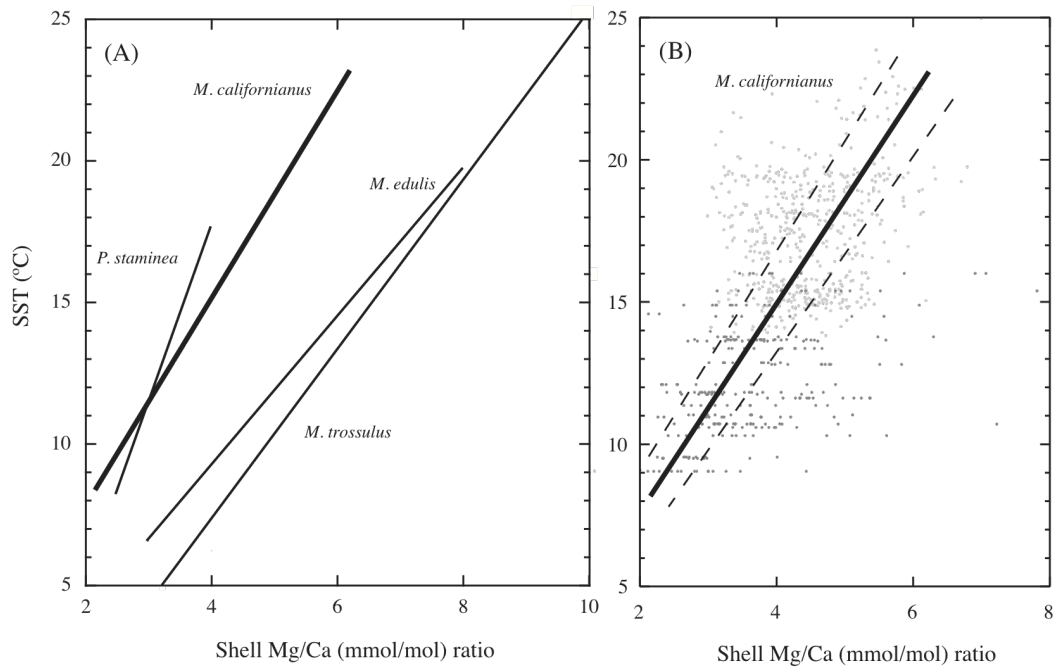 25
20
15
10
5
SST (ºC)
(A)
M. californianus
M. edulis
P. staminea
M. trossulus
2 4 6 8 10
Shell Mg/Ca (mmol/mol) ratio
25
20
15
10
5
(B)
M. californianus
2 4 6 8
Shell Mg/Ca (mmol/mol) ratio